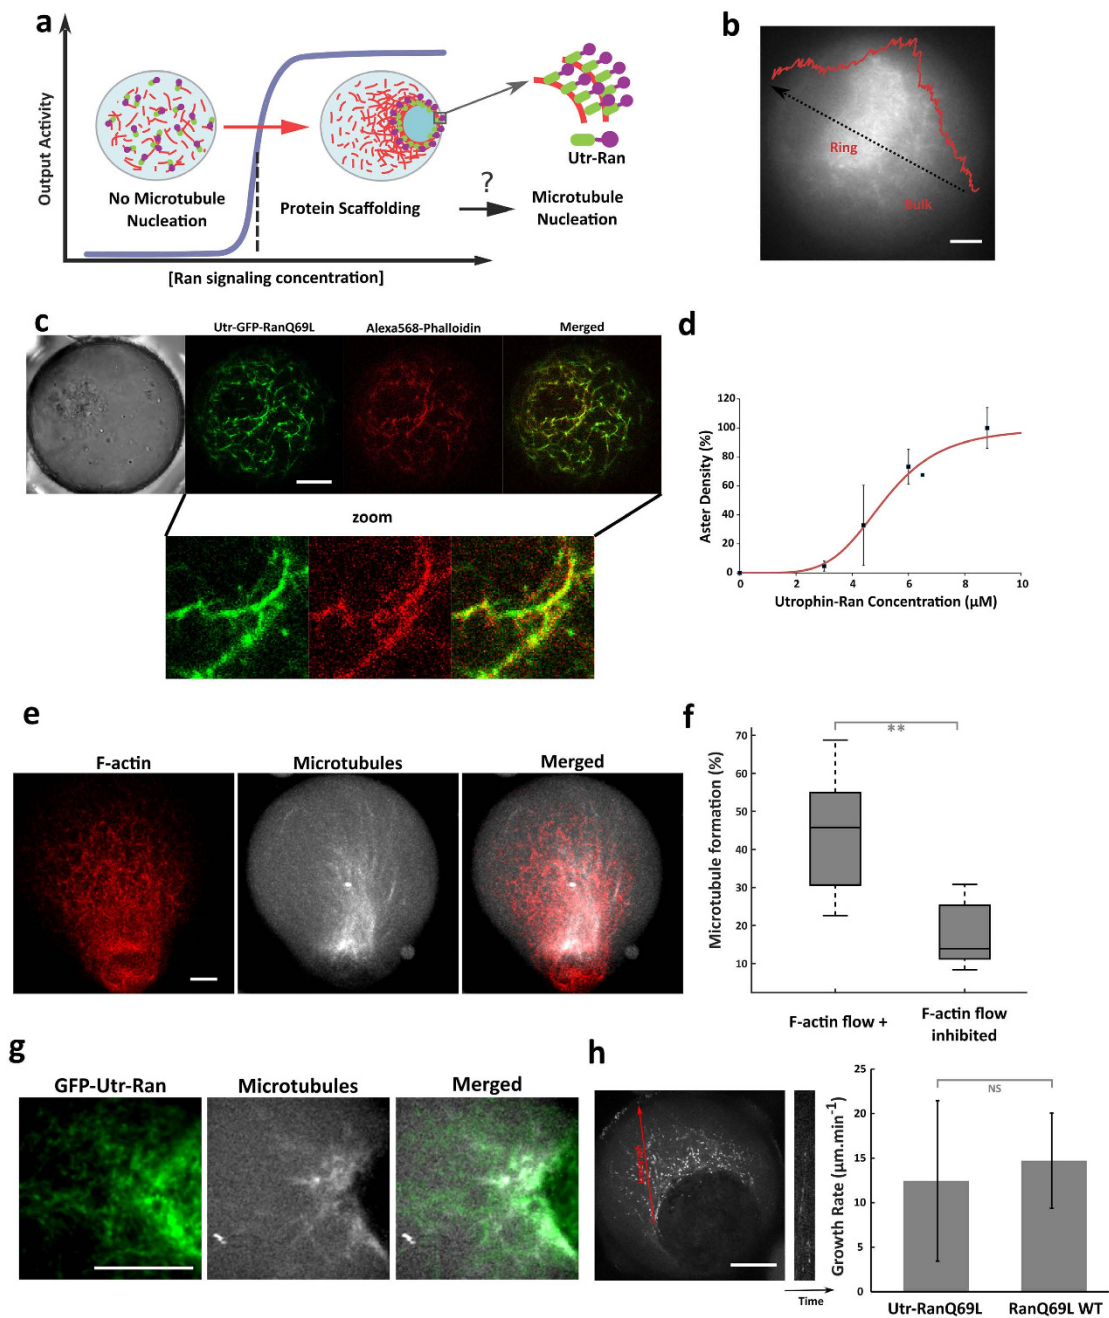 a
Output Activity
No Microtubule
Nucleation
Protein Scaffolding
?
Microtubule
Nucleation
Utr-Ran
[Ran signaling concentration]
b
Ring
Bulk
c
Utr-GFP-RanQ69L
Alexa568-Phalloidin
Merged
zoom
d
Aster Density (%)
120
100
80
60
40
20
0
0 2 4 6 8 10
Utrophin-Ran Concentration (µM)
e
F-actin
Microtubules
Merged
f
Microtubule formation (%)
70
60
50
40
30
20
10
**
F-actin flow +
F-actin flow
inhibited
g
GFP-Utr-Ran
Microtubules
Merged
h
Time
Growth Rate (µm.min⁻¹)
25
20
15
10
5
0
NS
Utr-RanQ69L
RanQ69L WT